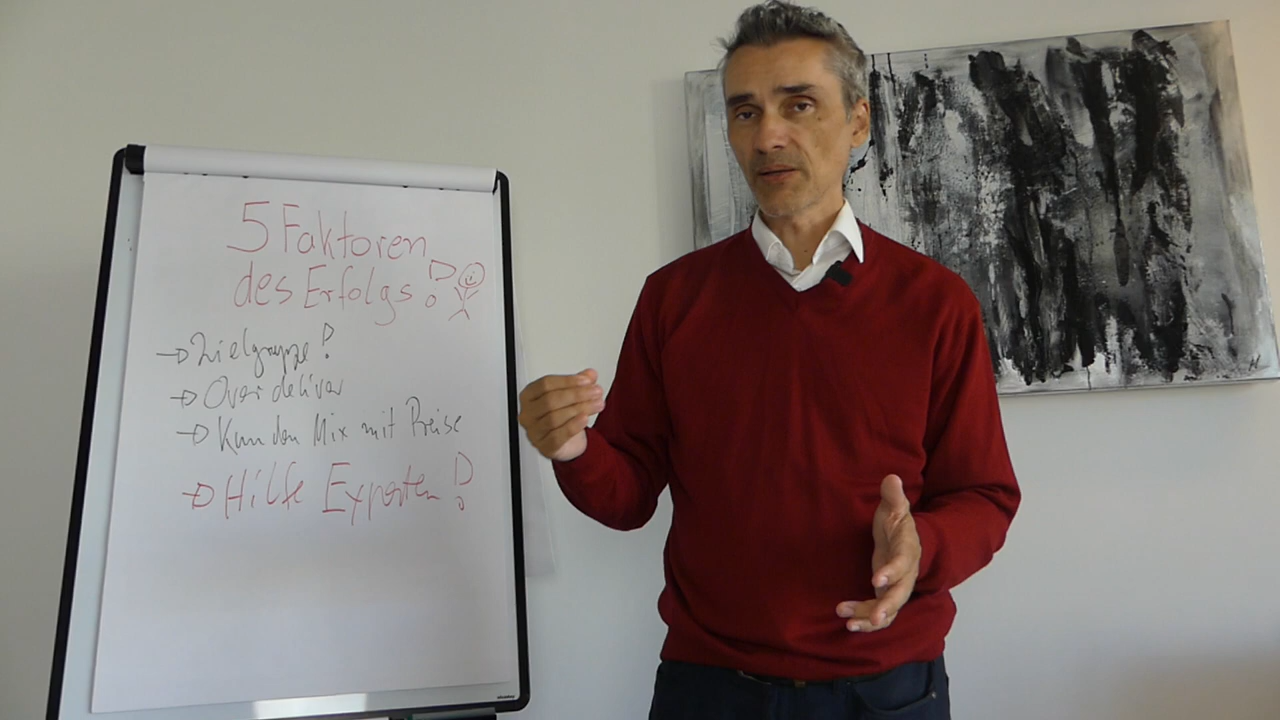 5 Faktoren
des Erfolgs!
→ Zielgruppe!
→ Over deliver
→ Kunden Mix mit Preise
→ Hilfe Experten!